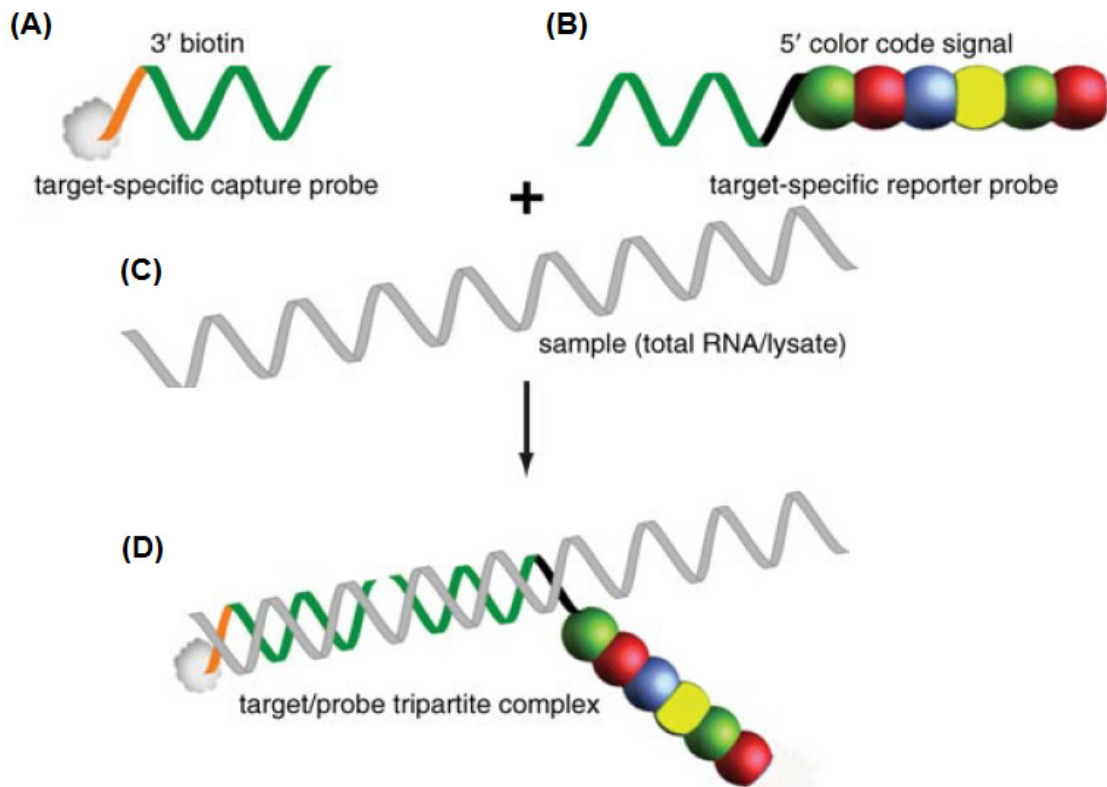 (A)
3′ biotin
target-specific capture probe
(B)
5′ color code signal
target-specific reporter probe
+
(C)
sample (total RNA/lysate)
(D)
target/probe tripartite complex